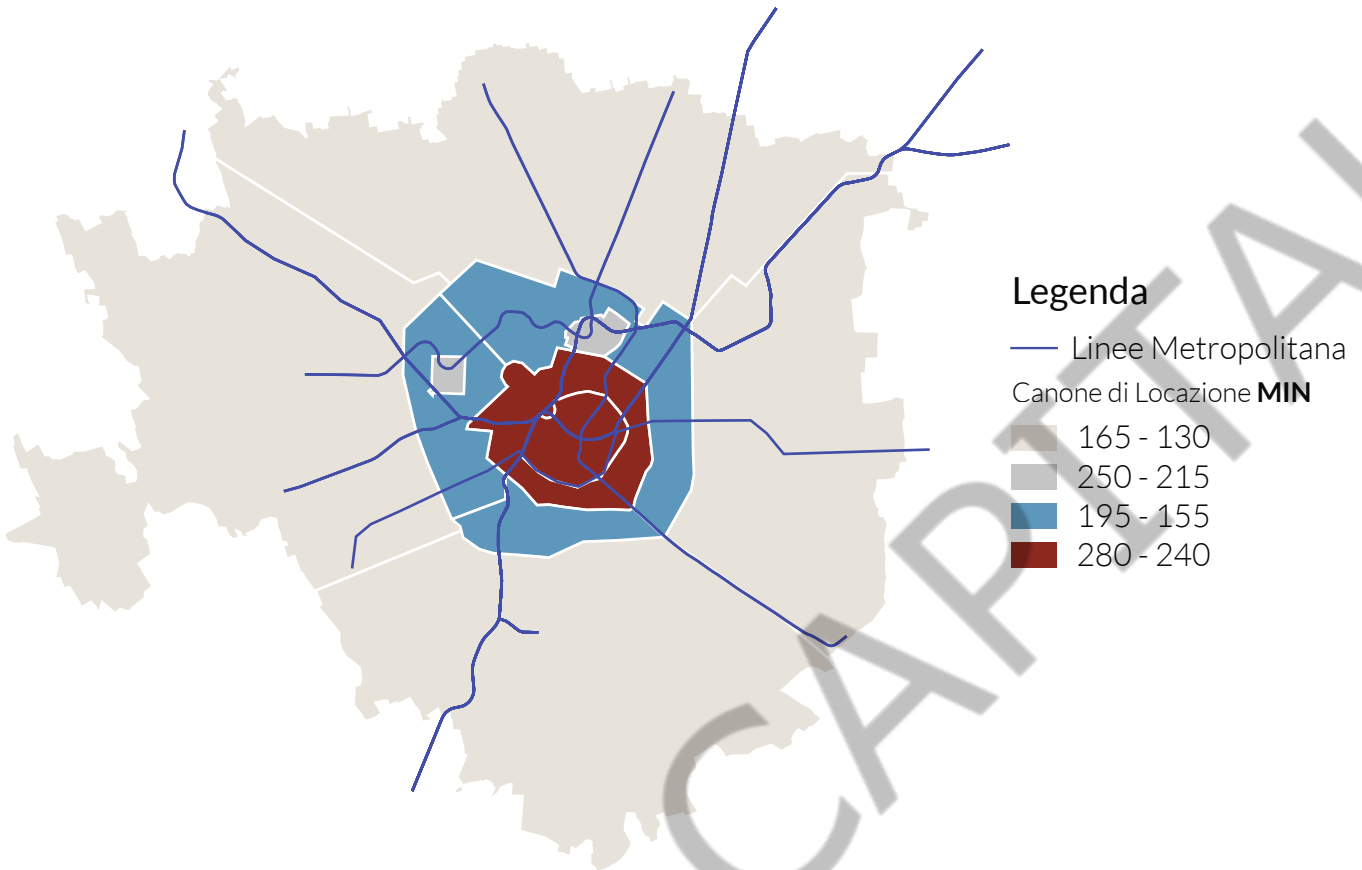 Legenda
Linee Metropolitana
Canone di Locazione MIN
165 - 130
250 - 215
195 - 155
280 - 240
CAPITAL